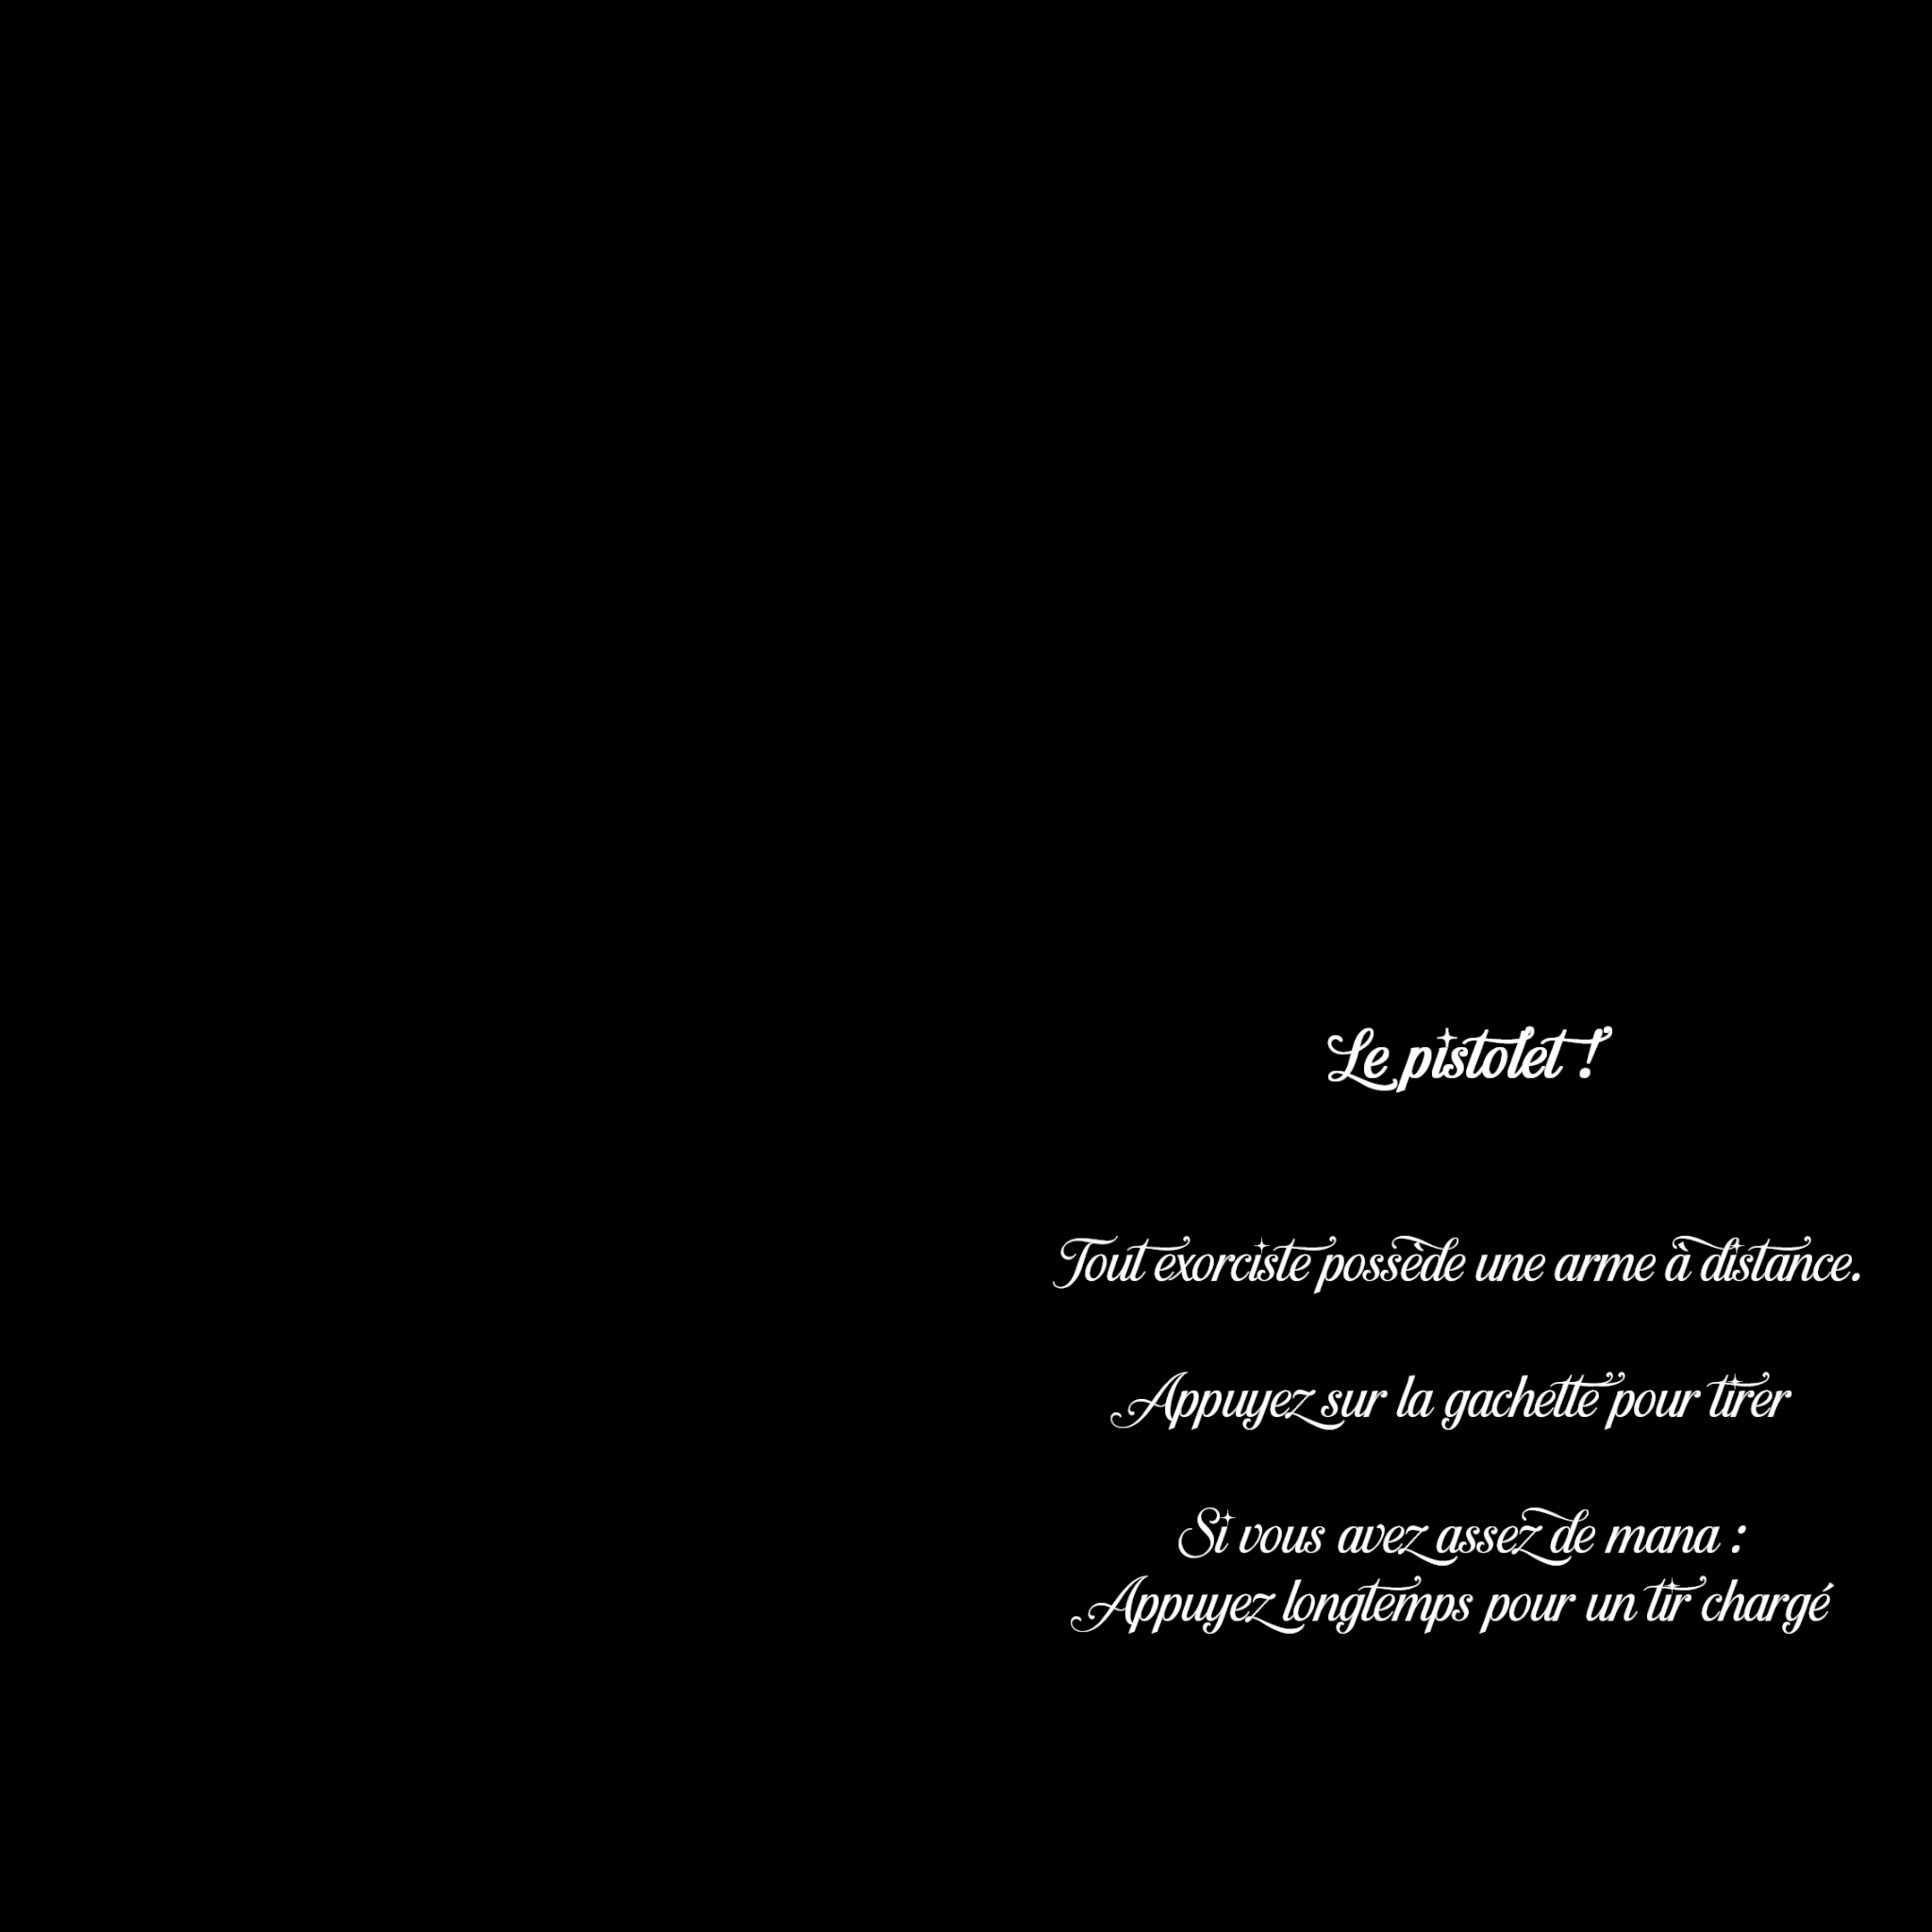 Le pistolet !
Tout exorciste possède une arme à distance.
Appuyez sur la gachette pour tirer
Si vous avez assez de mana :
Appuyez longtemps pour un tir chargé